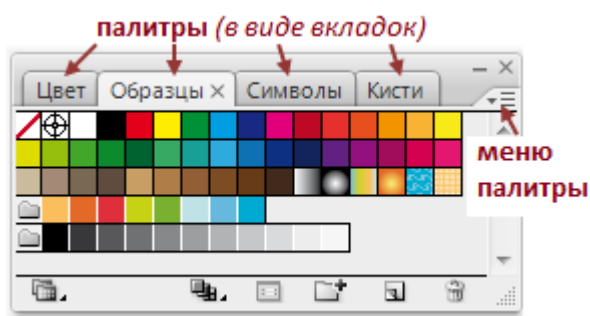 палитры (в виде вкладок)
Цвет Образцы × Символы Кисти
меню
палитры